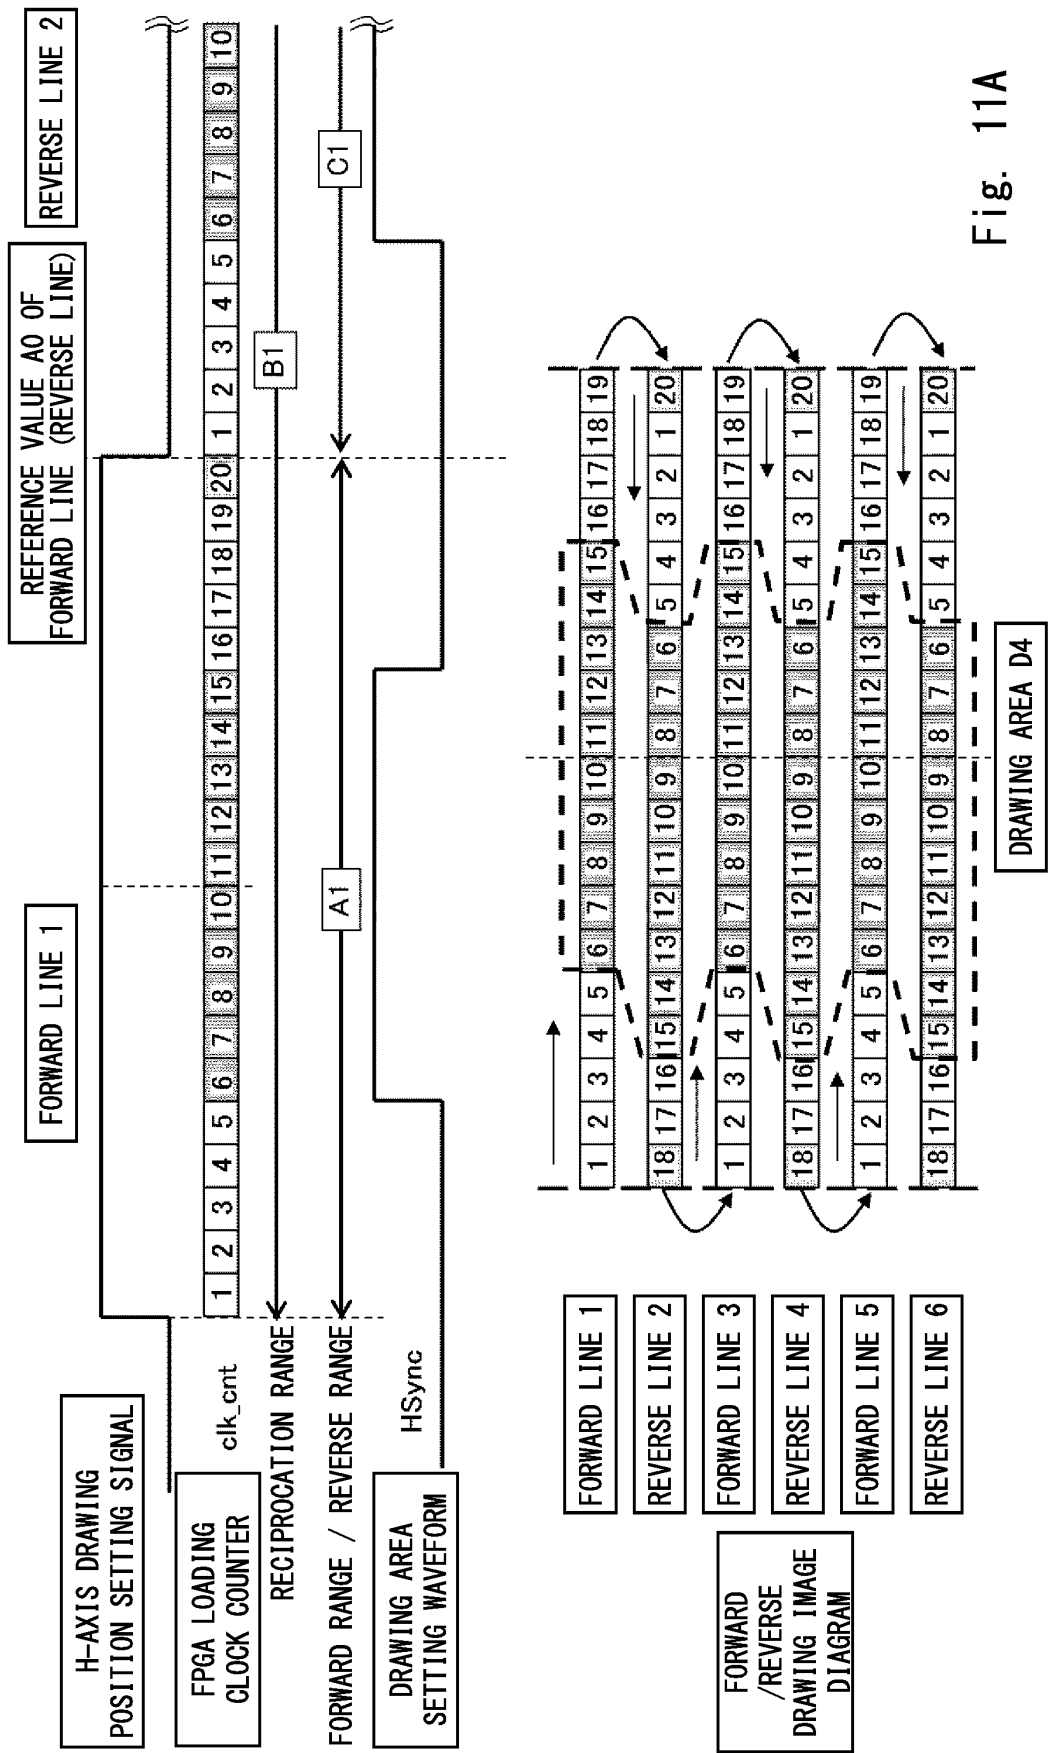 FORWARD LINE 1
REFERENCE VALUE A0 OF
FORWARD LINE (REVERSE LINE)
REVERSE LINE 2
H-AXIS DRAWING
POSITION SETTING SIGNAL
FPGA LOADING
CLOCK COUNTER
clk_cnt
1 2 3 4 5 6 7 8 9 10 11 12 13 14 15 16 17 18 19 20 1 2 3 4 5 6 7 8 9 10
RECIPROCATION RANGE
B1
FORWARD RANGE / REVERSE RANGE
A1
C1
DRAWING AREA
SETTING WAVEFORM
HSync
FORWARD
/REVERSE
DRAWING IMAGE
DIAGRAM
FORWARD LINE 1
1 2 3 4 5 6 7 8 9 10 11 12 13 14 15 16 17 18 19
REVERSE LINE 2
18 17 16 15 14 13 12 11 10 9 8 7 6 5 4 3 2 1 20
FORWARD LINE 3
1 2 3 4 5 6 7 8 9 10 11 12 13 14 15 16 17 18 19
REVERSE LINE 4
18 17 16 15 14 13 12 11 10 9 8 7 6 5 4 3 2 1 20
FORWARD LINE 5
1 2 3 4 5 6 7 8 9 10 11 12 13 14 15 16 17 18 19
REVERSE LINE 6
18 17 16 15 14 13 12 11 10 9 8 7 6 5 4 3 2 1 20
DRAWING AREA D4
Fig. 11A